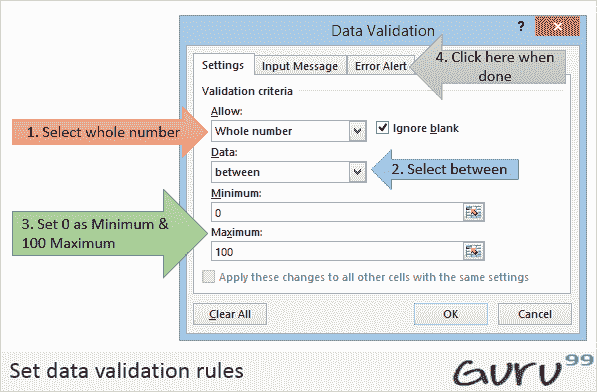 Data Validation
?
Settings
Input Message
Error Alert
4. Click here when
done
Validation criteria
Allow:
1. Select whole number
Whole number
Ignore blank
Data:
between
2. Select between
Minimum:
0
3. Set 0 as Minimum &
100 Maximum
Maximum:
100
Apply these changes to all other cells with the same settings
Clear All
OK
Cancel
Set data validation rules
Guru99